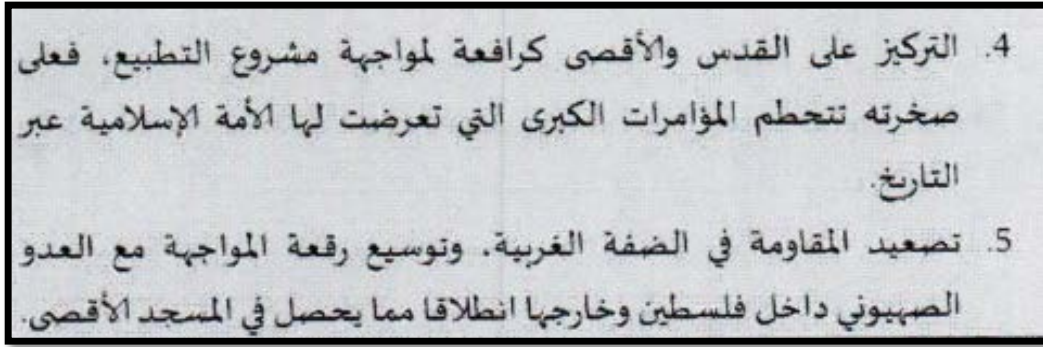 4. التركيز على القدس والأقصى كرافعة لمواجهة مشروع التطبيع، فعلى
صخرته تتحطم المؤامرات الكبرى التي تعرضت لها الأمة الإسلامية عبر
التاريخ.
5. تصعيد المقاومة في الضفة الغربية، وتوسيع رقعة المواجهة مع العدو
الصهيوني داخل فلسطين وخارجها انطلاقا مما يحصل في المسجد الأقصى.